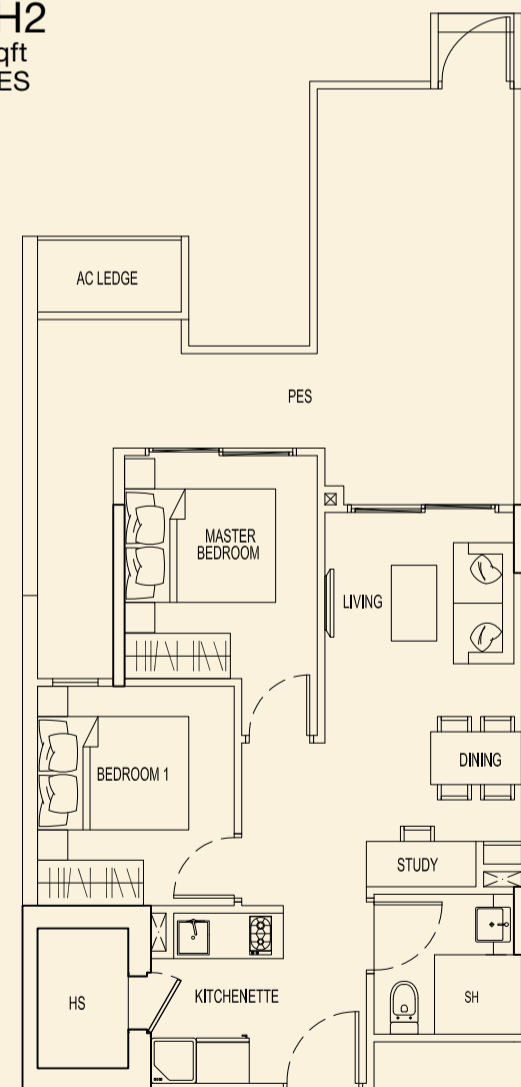 H2
qft
ES
AC LEDGE
PES
MASTER
BEDROOM
LIVING
BEDROOM 1
DINING
STUDY
HS
KITCHENETTE
SH